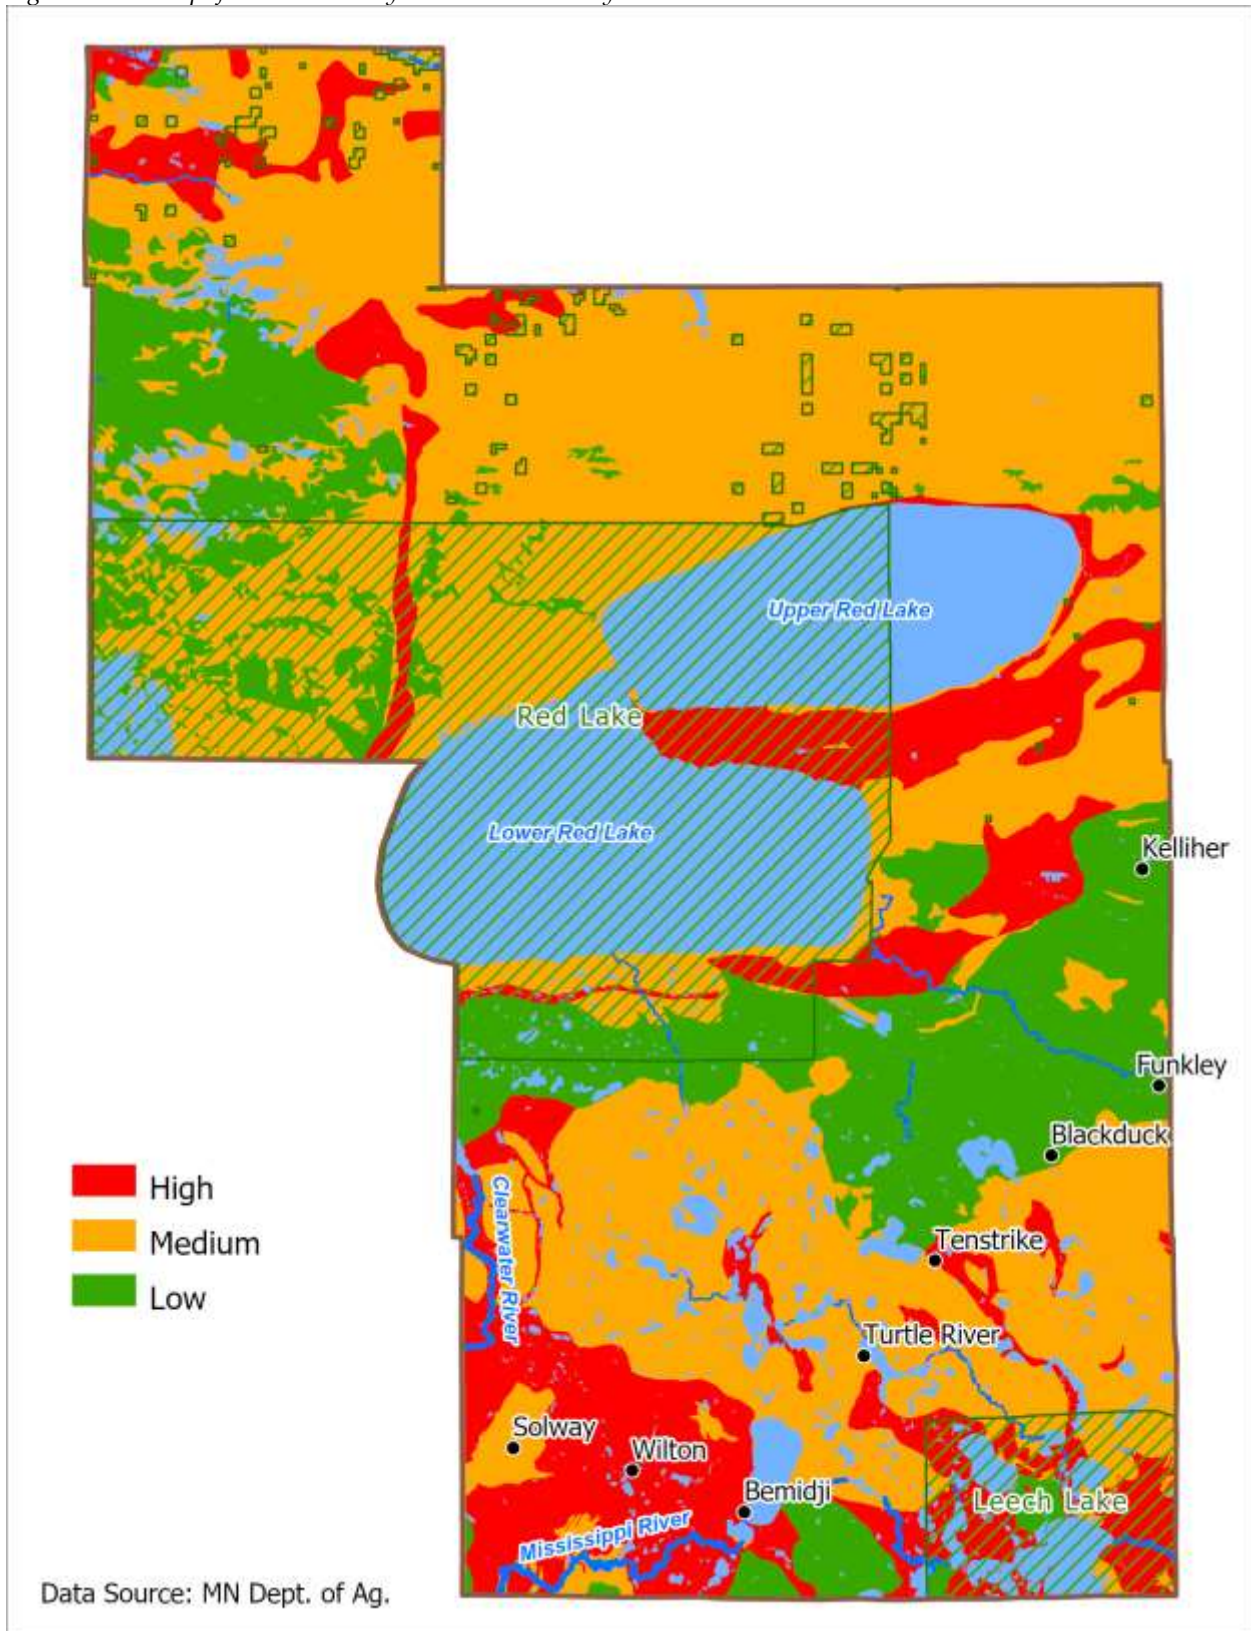 Upper Red Lake
Red Lake
Lower Red Lake
Kelliher
Funkley
Blackduck
High
Medium
Low
Clearwater River
Tenstrike
Turtle River
Solway
Wilton
Bemidji
Leech Lake
Mississippi River
Data Source: MN Dept. of Ag.